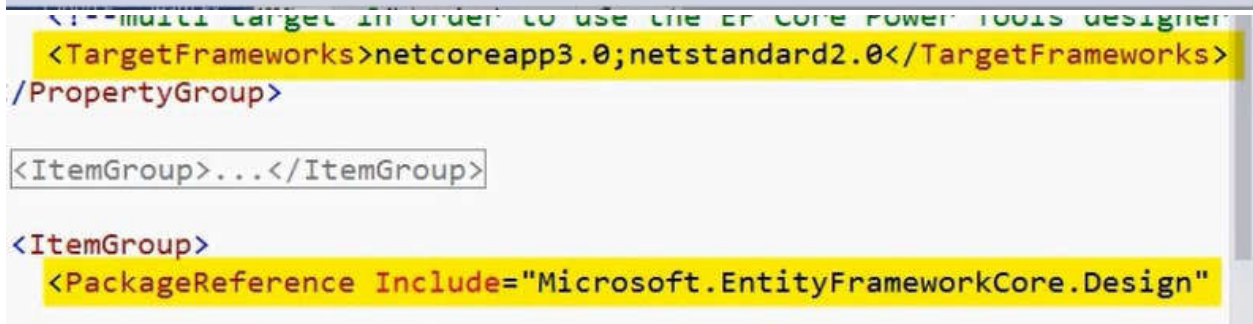 <!--multi target in order to use the EF Core Power Tools designer
<TargetFrameworks>netcoreapp3.0;netstandard2.0</TargetFrameworks>
/PropertyGroup>
<ItemGroup>...</ItemGroup>
<ItemGroup>
<PackageReference Include="Microsoft.EntityFrameworkCore.Design"